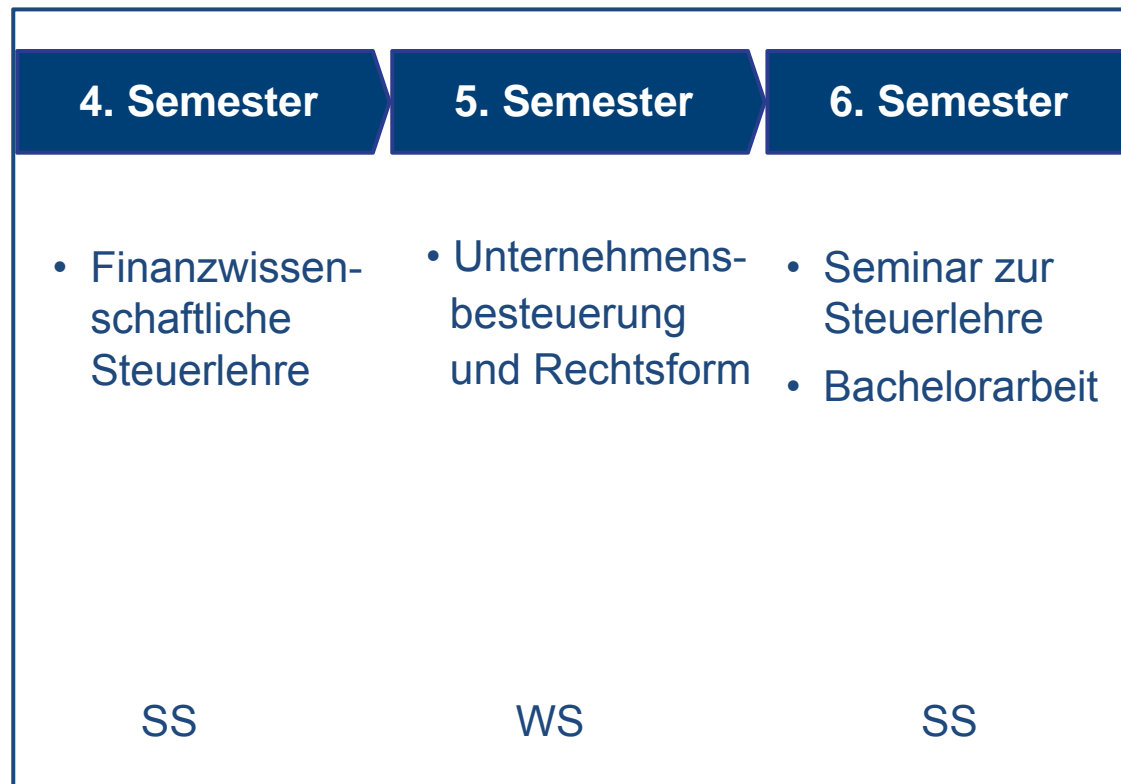 4. Semester
5. Semester
6. Semester
• Finanzwissen-
schaftliche
Steuerlehre
• Unternehmens-
besteuerung
und Rechtsform
• Seminar zur
Steuerlehre
• Bachelorarbeit
SS
WS
SS